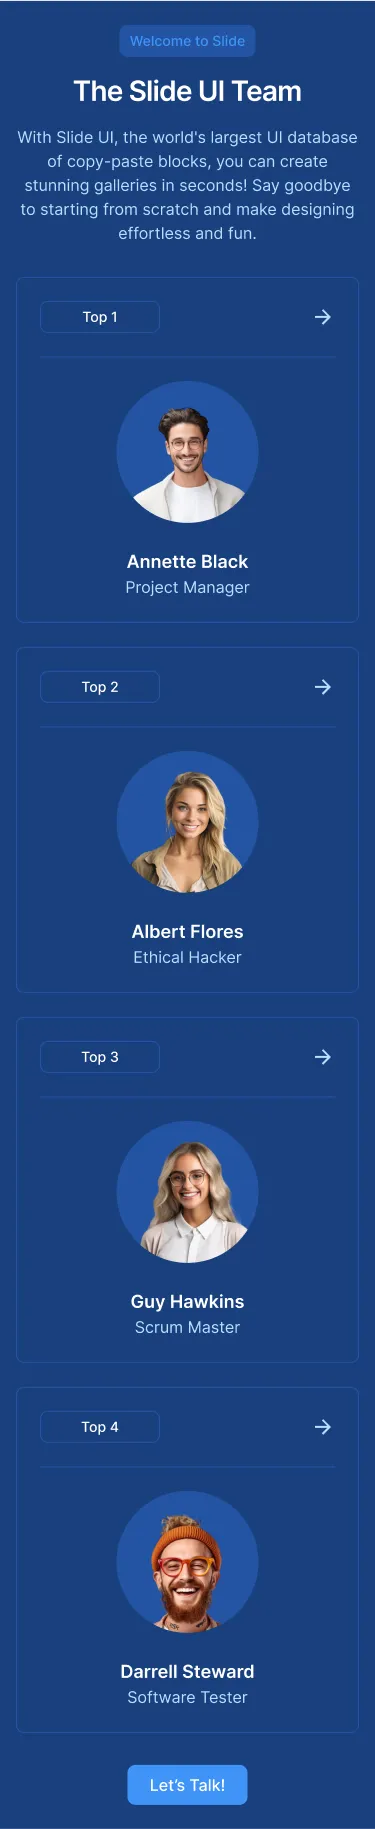 Welcome to Slide
The Slide UI Team
With Slide UI, the world's largest UI database
of copy-paste blocks, you can create
stunning galleries in seconds! Say goodbye
to starting from scratch and make designing
effortless and fun.
Top 1
Annette Black
Project Manager
Top 2
Albert Flores
Ethical Hacker
Top 3
Guy Hawkins
Scrum Master
Top 4
Darrell Steward
Software Tester
Let’s Talk!